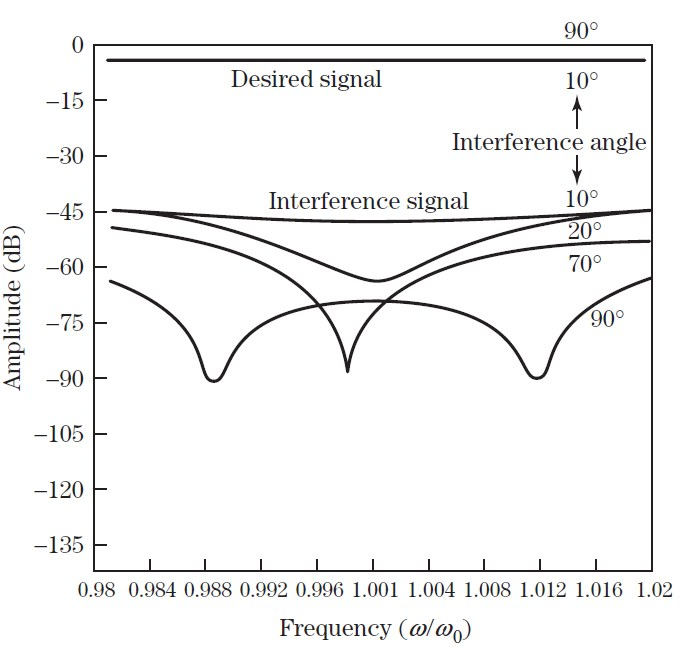 90°
0
Desired signal
10°
−15
Interference angle
−30
Interference signal
10°
−45
20°
−60
70°
−75
90°
−90
−105
−120
−135
Amplitude (dB)
0.98 0.984 0.988 0.992 0.996 1.001 1.004 1.008 1.012 1.016 1.02
Frequency (ω/ω₀)